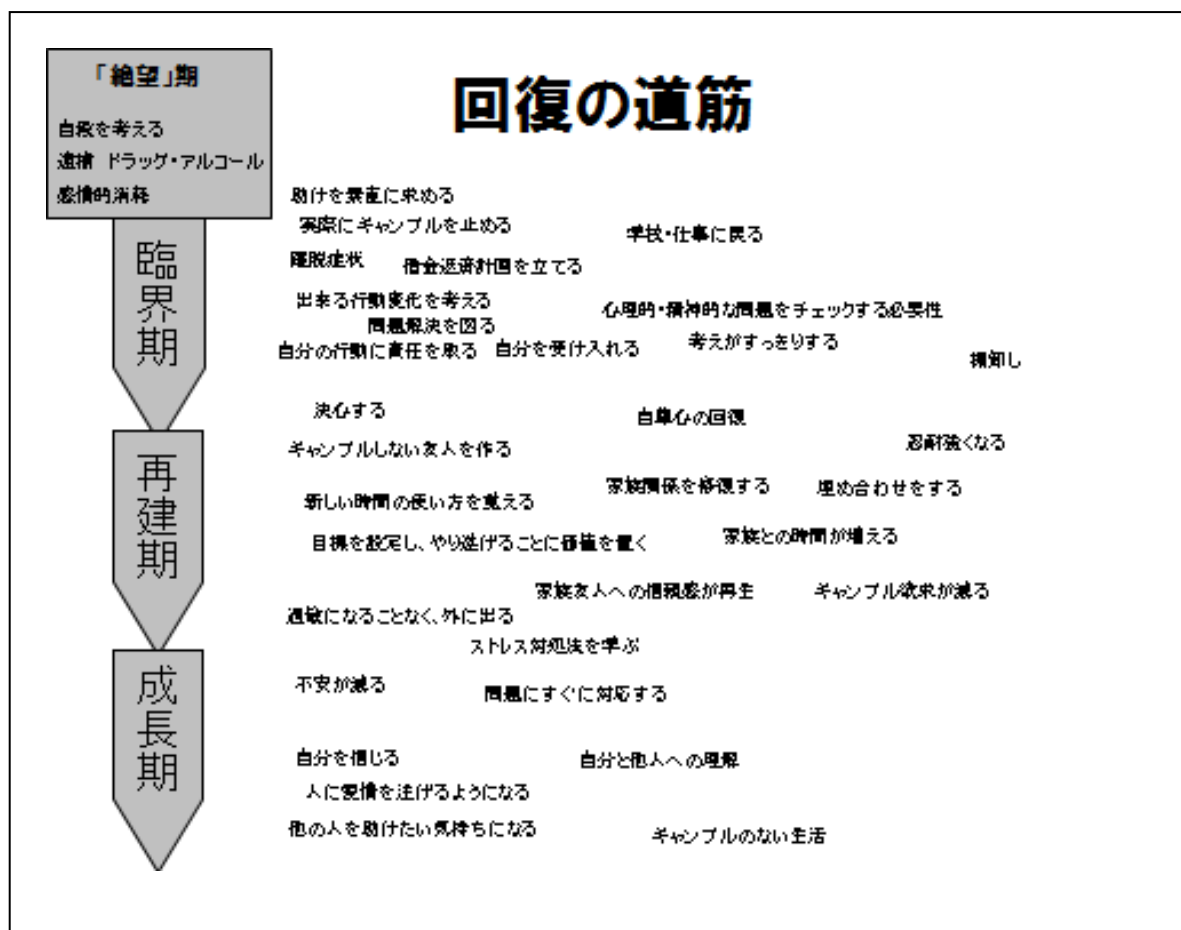 「絶望」期
自殺を考える
逮捕 ドラッグ・アルコール
感情的消耗
回復の道筋
臨界期
助けを素直に求める
実際にギャンブルを止める
学校・仕事に戻る
離脱症状
借金返済計画を立てる
出来る行動変化を考える
心理的・精神的な問題をチェックする必要性
問題解決を図る
自分の行動に責任を取る
自分を受け入れる
考えがすっきりする
棚卸し
再建期
決心する
自尊心の回復
ギャンブルしない友人を作る
忍耐強くなる
家族関係を修復する
埋め合わせをする
新しい時間の使い方を覚える
目標を設定し、やり遂げることに価値を置く
家族との時間が増える
家族友人への信頼感が再生
ギャンブル欲求が減る
過敏になることなく、外に出る
ストレス対処法を学ぶ
成長期
不安が減る
問題にすぐに対応する
自分を信じる
自分と他人への理解
人に愛情を注げるようになる
他の人を助けたい気持ちになる
ギャンブルのない生活